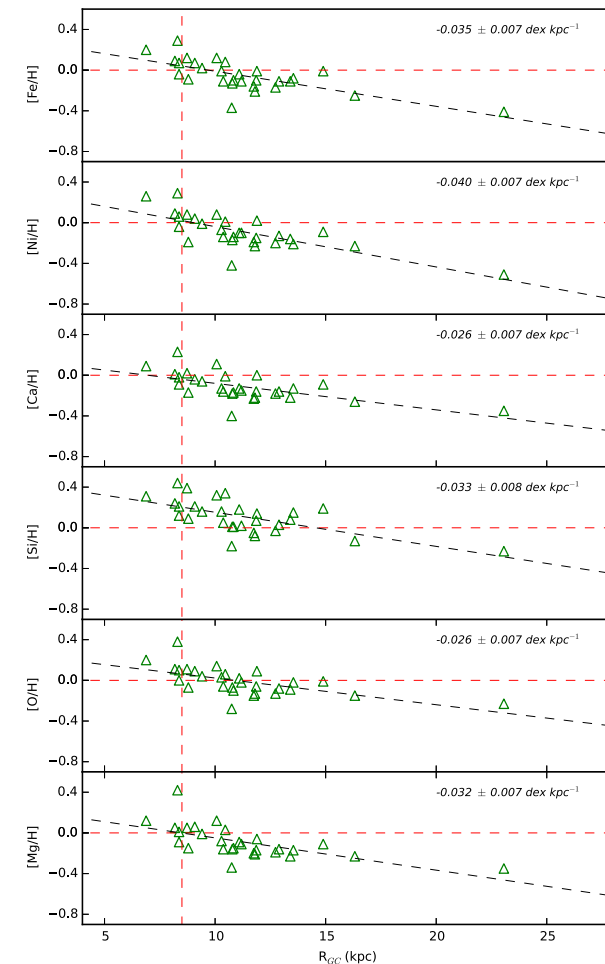 -0.035 ± 0.007 dex kpc⁻¹
0.4
0.0
−0.4
−0.8
[Fe/H]
-0.040 ± 0.007 dex kpc⁻¹
0.4
0.0
−0.4
−0.8
[Ni/H]
-0.026 ± 0.007 dex kpc⁻¹
0.4
0.0
−0.4
−0.8
[Ca/H]
-0.033 ± 0.008 dex kpc⁻¹
0.4
0.0
−0.4
−0.8
[Si/H]
-0.026 ± 0.007 dex kpc⁻¹
0.4
0.0
−0.4
−0.8
[O/H]
-0.032 ± 0.007 dex kpc⁻¹
0.4
0.0
−0.4
−0.8
[Mg/H]
5 10 15 20 25
R_GC (kpc)